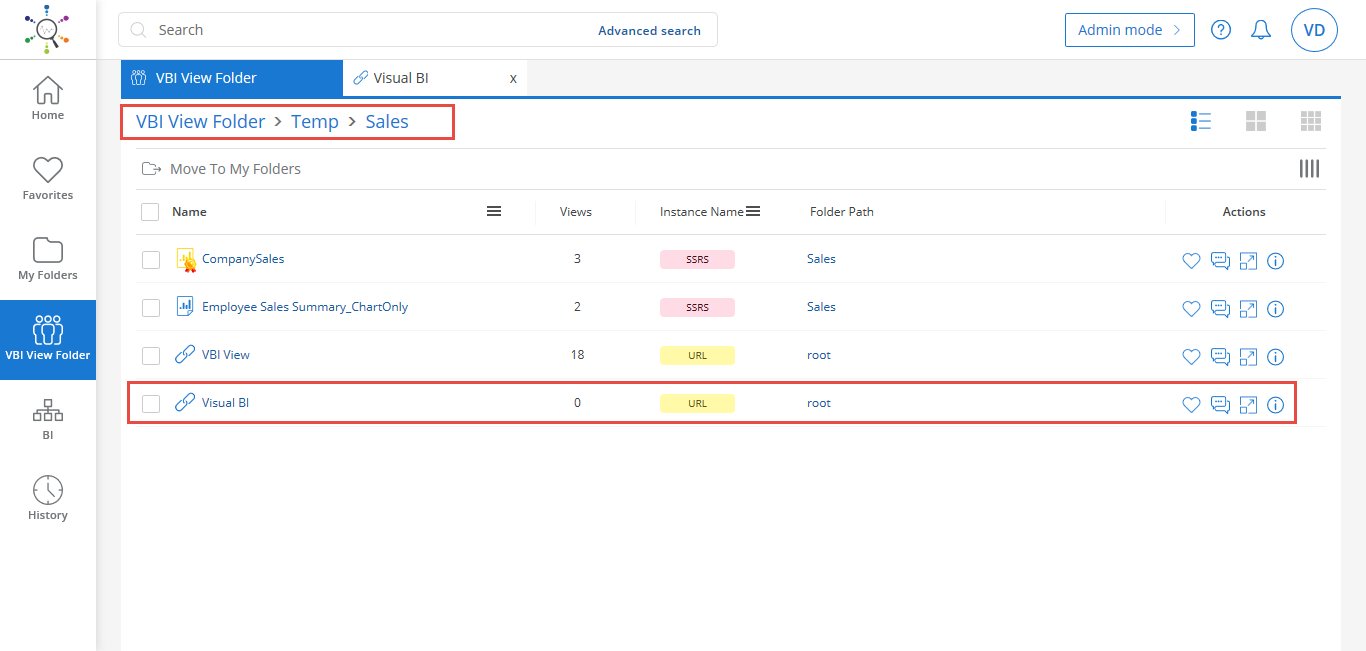 Search
Advanced search
Admin mode
VD
VBI View Folder
Visual BI
x
Home
Favorites
My Folders
VBI View Folder
BI
History
VBI View Folder > Temp > Sales
Move To My Folders
Name Views Instance Name Folder Path Actions
CompanySales 3 SSRS Sales
Employee Sales Summary_ChartOnly 2 SSRS Sales
VBI View 18 URL root
Visual BI 0 URL root